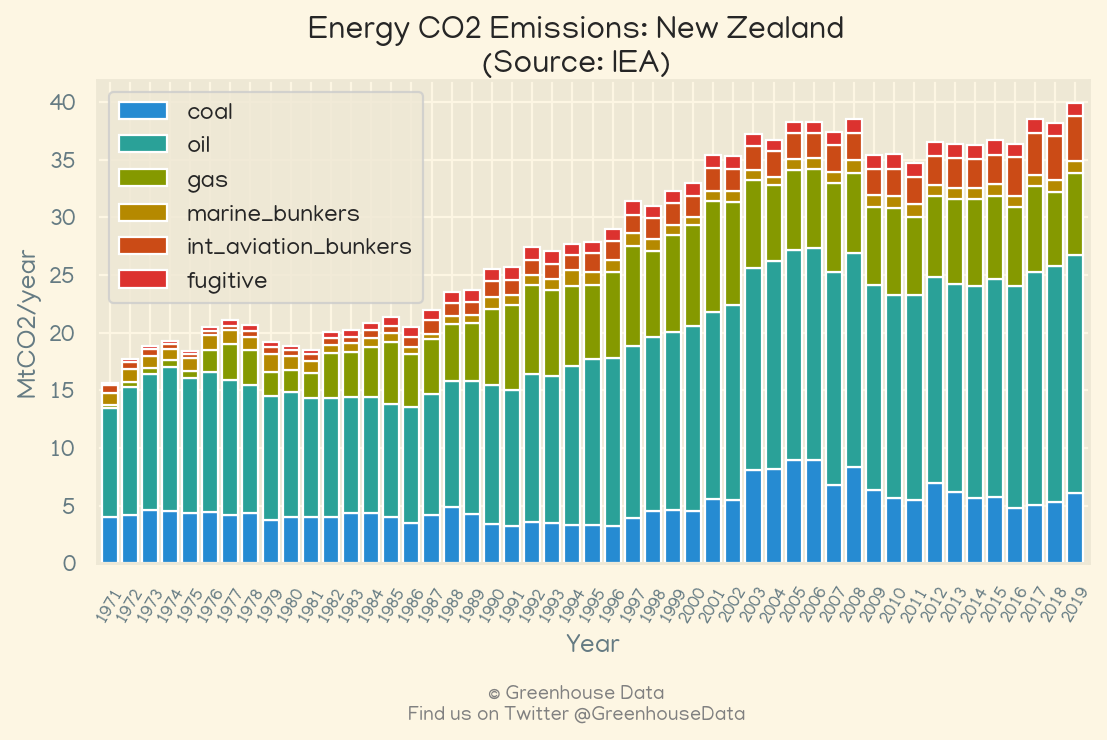 Energy CO2 Emissions: New Zealand
(Source: IEA)
MtCO2/year
40
35
30
25
20
15
10
5
0
coal
oil
gas
marine_bunkers
int_aviation_bunkers
fugitive
1971 1972 1973 1974 1975 1976 1977 1978 1979 1980 1981 1982 1983 1984 1985 1986 1987 1988 1989 1990 1991 1992 1993 1994 1995 1996 1997 1998 1999 2000 2001 2002 2003 2004 2005 2006 2007 2008 2009 2010 2011 2012 2013 2014 2015 2016 2017 2018 2019
Year
© Greenhouse Data
Find us on Twitter @GreenhouseData